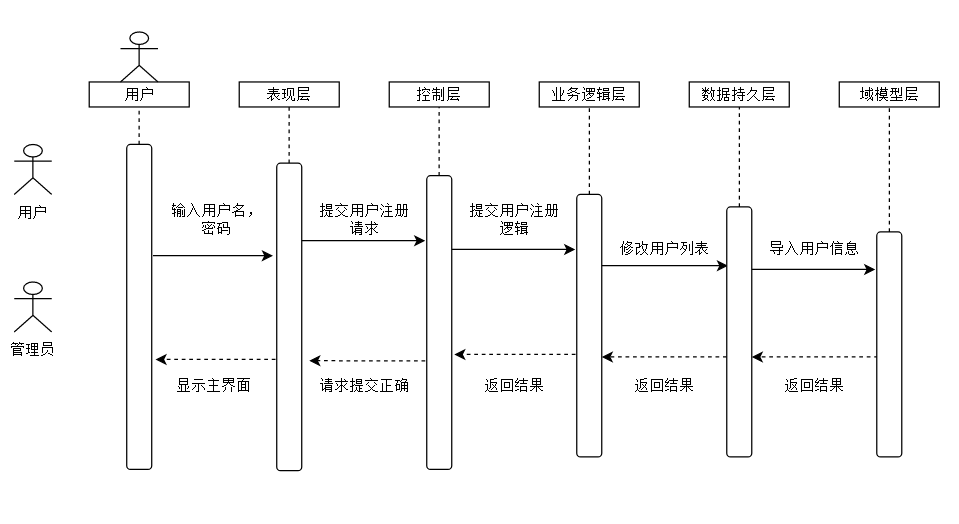 用户
表现层
控制层
业务逻辑层
数据持久层
域模型层
用户
输入用户名，
密码
提交用户注册
请求
提交用户注册
逻辑
修改用户列表
导入用户信息
管理员
显示主界面
请求提交正确
返回结果
返回结果
返回结果